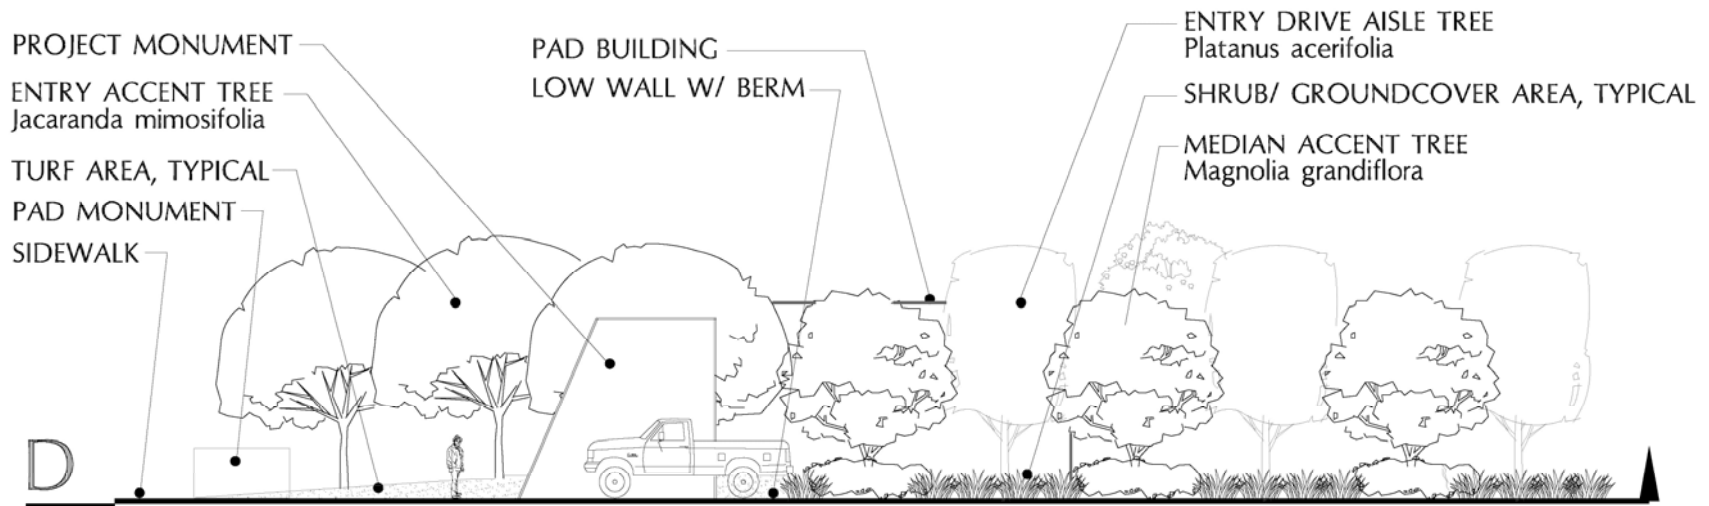 PROJECT MONUMENT
ENTRY ACCENT TREE
Jacaranda mimosifolia
TURF AREA, TYPICAL
PAD MONUMENT
SIDEWALK
PAD BUILDING
LOW WALL W/ BERM
ENTRY DRIVE AISLE TREE
Platanus acerifolia
SHRUB/ GROUNDCOVER AREA, TYPICAL
MEDIAN ACCENT TREE
Magnolia grandiflora
D